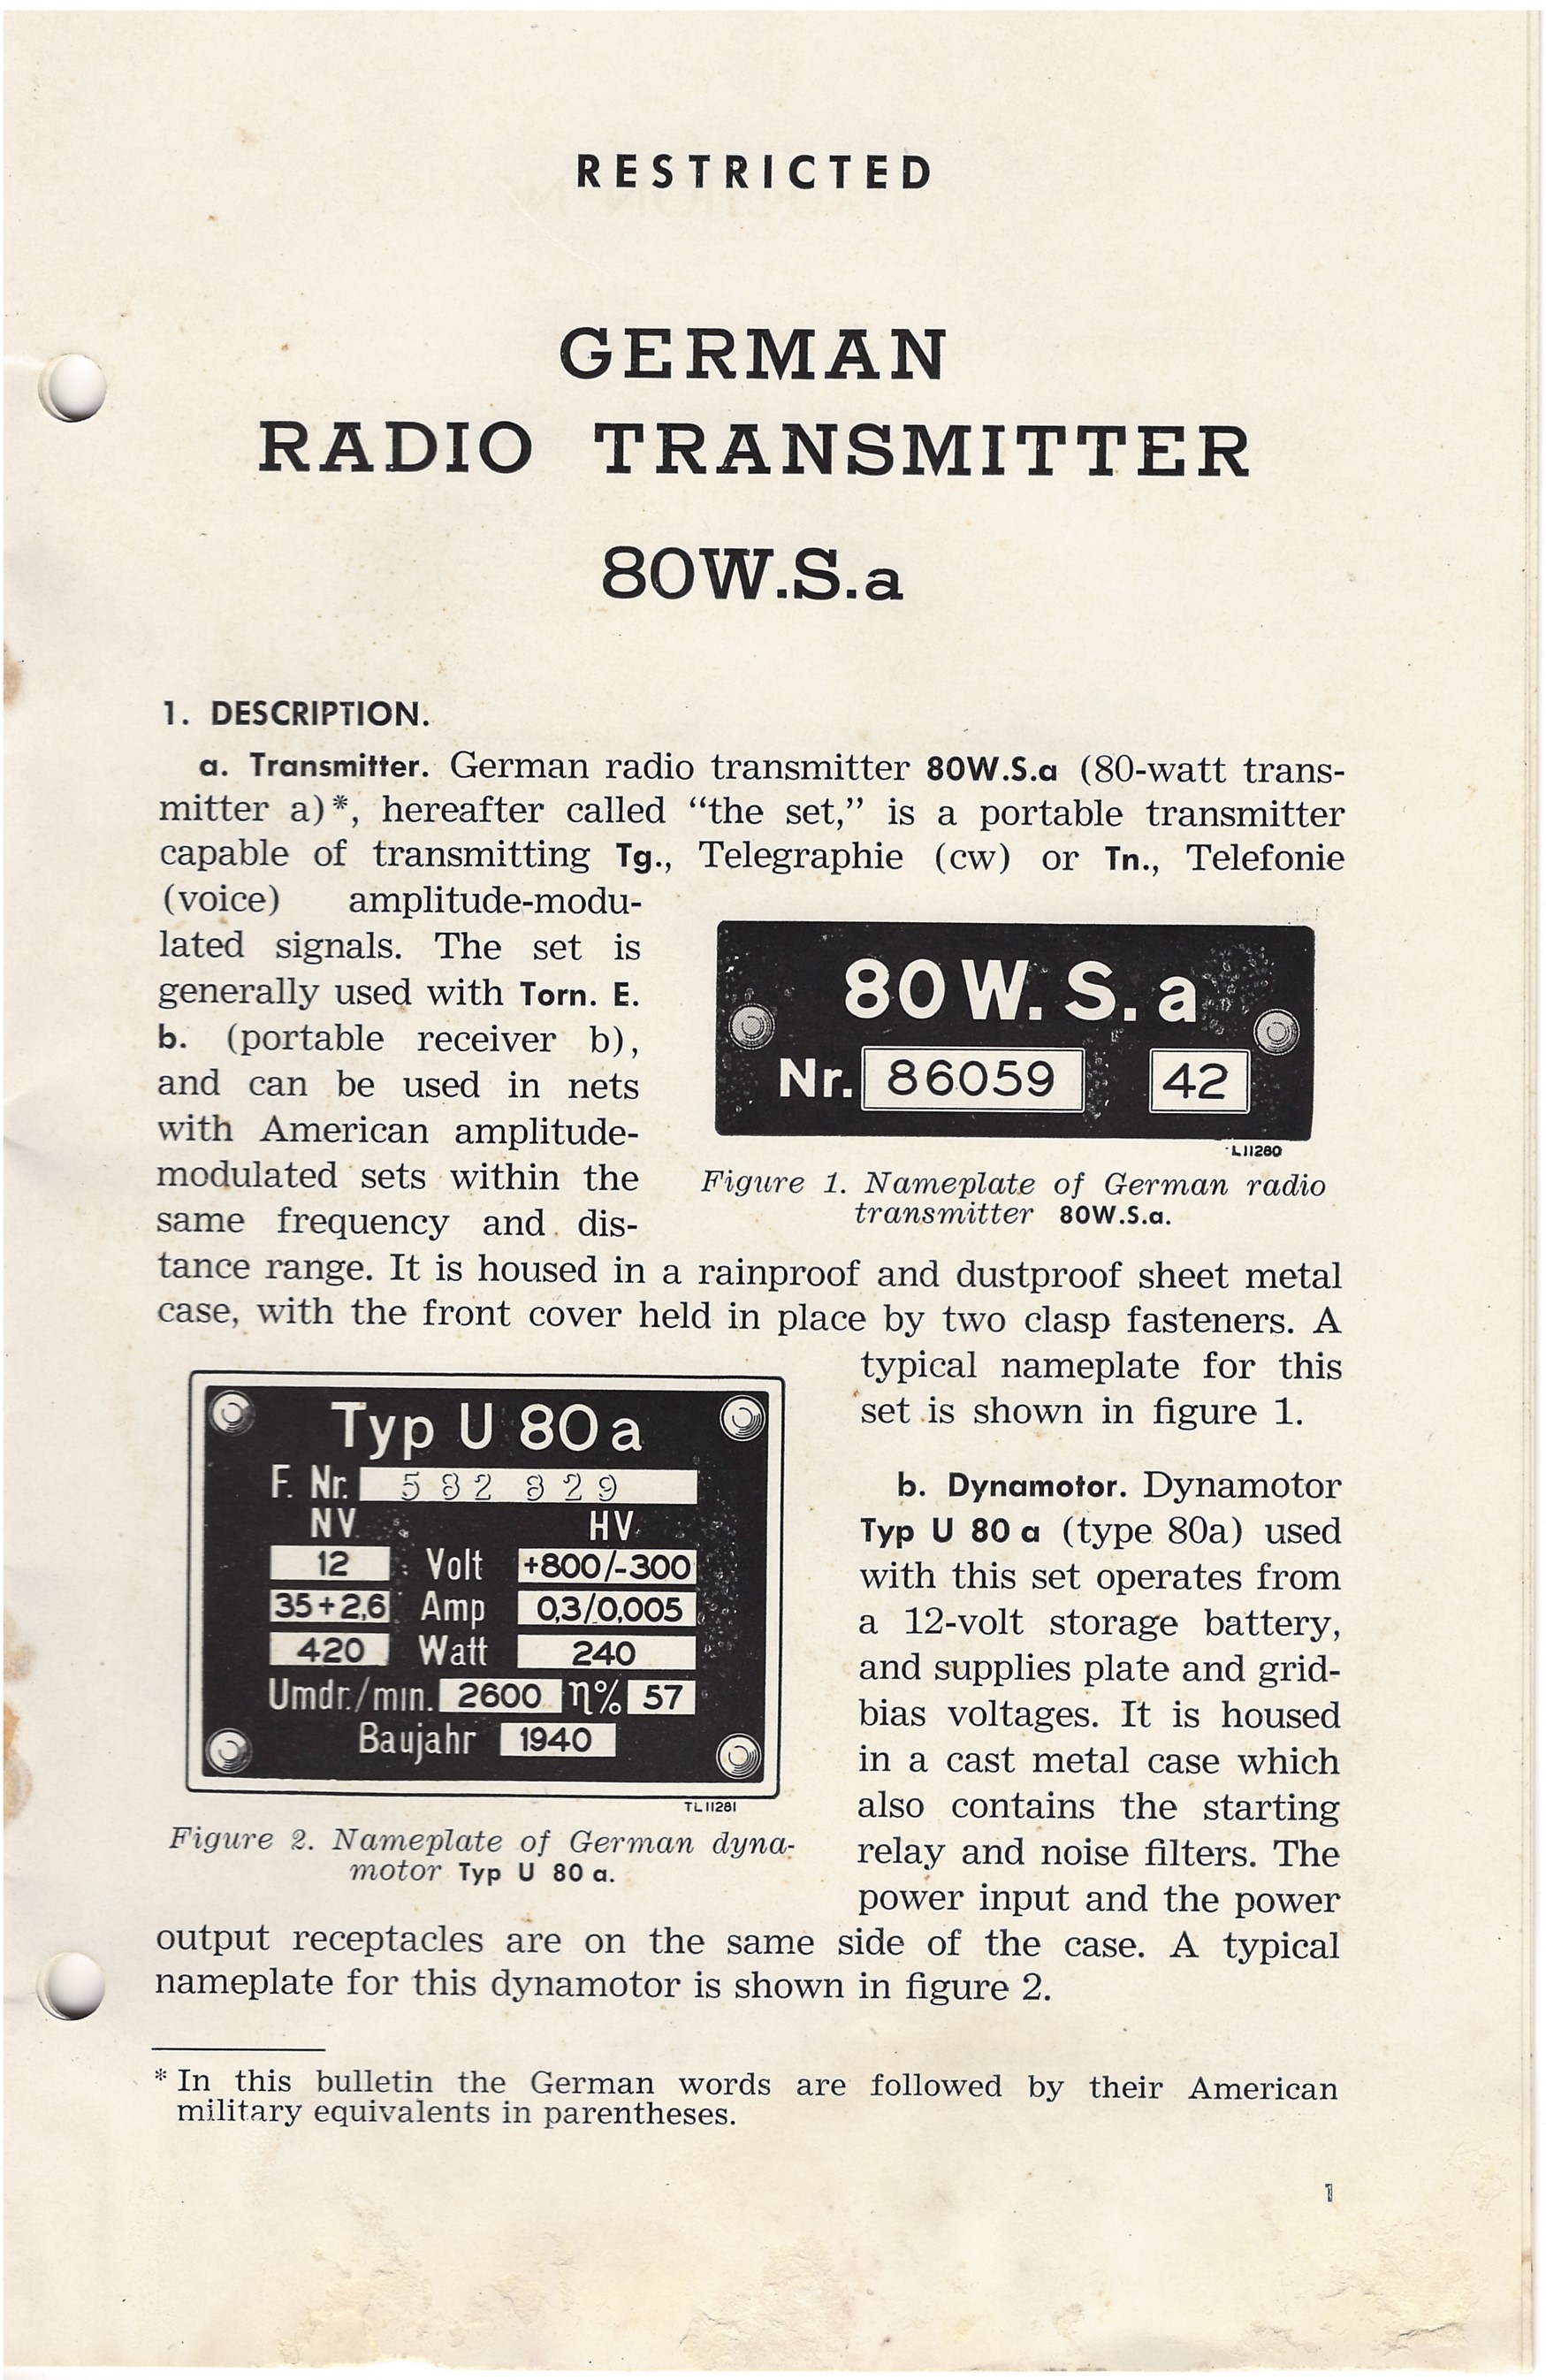 RESTRICTED
GERMAN
RADIO TRANSMITTER
80W.S.a
1. DESCRIPTION.
a. Transmitter. German radio transmitter 80W.S.a (80-watt trans-
mitter a)*, hereafter called “the set,” is a portable transmitter
capable of transmitting Tg., Telegraphie (cw) or Tn., Telefonie
(voice) amplitude-modu-
lated signals. The set is
generally used with Torn. E.
b. (portable receiver b),
and can be used in nets
with American amplitude-
modulated sets within the
same frequency and dis-
80W.S.a
Nr. 86059 42
L11280
Figure 1. Nameplate of German radio
transmitter 80W.S.a.
tance range. It is housed in a rainproof and dustproof sheet metal
case, with the front cover held in place by two clasp fasteners. A
typical nameplate for this
set is shown in figure 1.
Typ U 80a
F. Nr. 582 829
NV HV
12 Volt +800/-300
35+2,6 Amp 0,3/0,005
420 Watt 240
Umdr./min. 2600 η% 57
Baujahr 1940
TL11281
Figure 2. Nameplate of German dyna-
motor Typ U 80 a.
b. Dynamotor. Dynamotor
Typ U 80 a (type 80a) used
with this set operates from
a 12-volt storage battery,
and supplies plate and grid-
bias voltages. It is housed
in a cast metal case which
also contains the starting
relay and noise filters. The
power input and the power
output receptacles are on the same side of the case. A typical
nameplate for this dynamotor is shown in figure 2.
* In this bulletin the German words are followed by their American
military equivalents in parentheses.
1